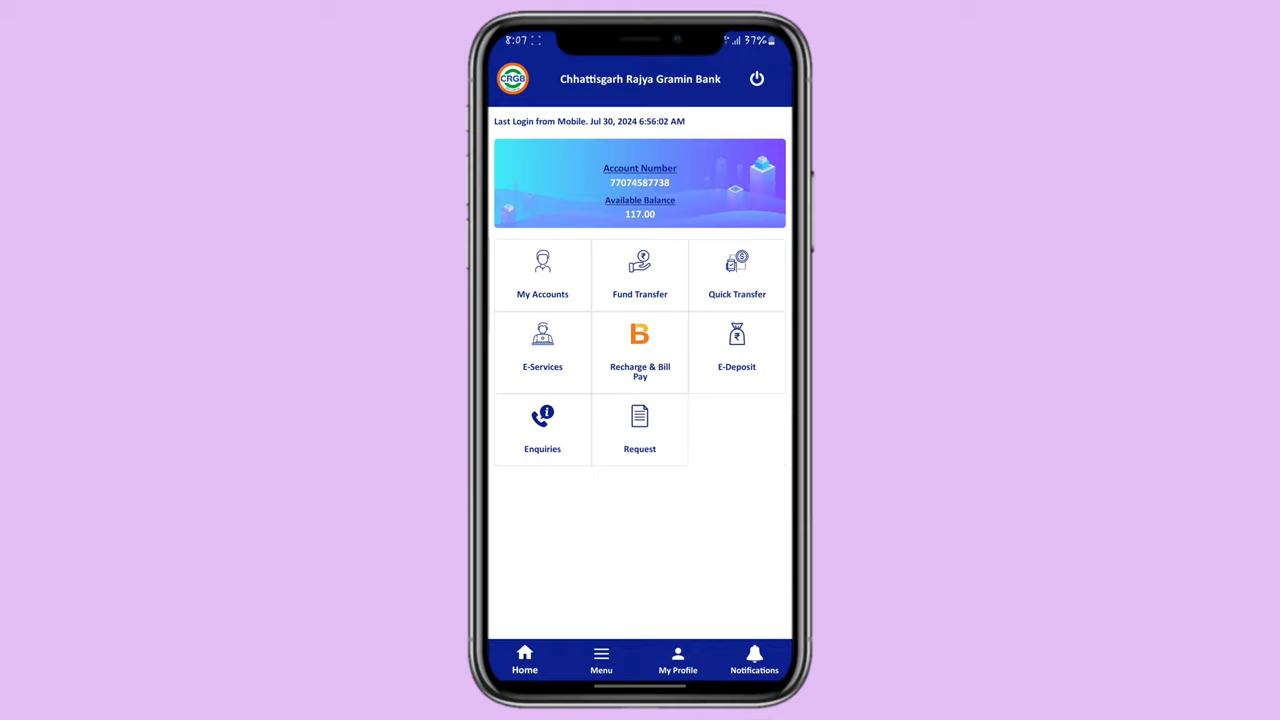 8:07
37%
CRGB
Chhattisgarh Rajya Gramin Bank
Last Login from Mobile. Jul 30, 2024 6:56:02 AM
Account Number
77074587738
Available Balance
117.00
My Accounts
Fund Transfer
Quick Transfer
E-Services
Recharge & Bill
Pay
E-Deposit
Enquiries
Request
Home
Menu
My Profile
Notifications